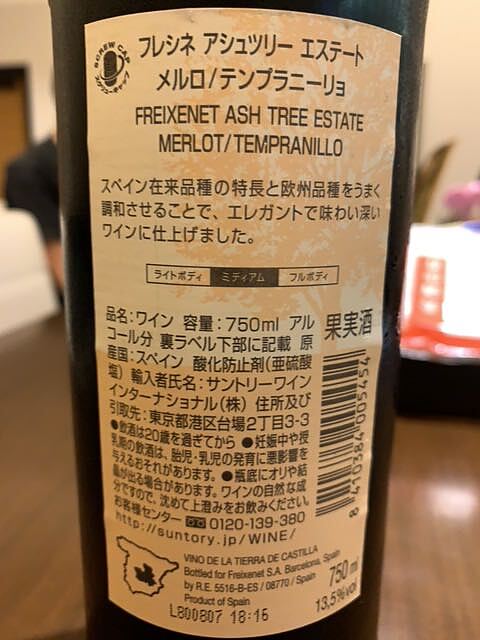 SCREW CAP
スクリューキャップ
フレシネ アシュツリー エステート
メルロ/テンプラニーリョ
FREIXENET ASH TREE ESTATE
MERLOT/TEMPRANILLO
スペイン在来品種の特長と欧州品種をうまく
調和させることで、エレガントで味わい深い
ワインに仕上げました。
ライトボディ ミディアム フルボディ
品名:ワイン 容量:750ml アル
コール分 裏ラベル下部に記載 原
産国:スペイン 酸化防止剤(亜硫酸
塩) 輸入者氏名:サントリーワイン
インターナショナル(株) 住所及び
引取先:東京都港区台場2丁目3-3
●飲酒は20歳を過ぎてから ●妊娠中や授
乳期の飲酒は、胎児・乳児の発育に悪影響を
与えるおそれがあります。 ●瓶底にオリや結
晶が出る場合があります。ワインの自然な成
分ですので、沈めて上澄みをお飲みください。
お客様センター 0120-139-380
http://suntory.jp/WINE/
果実酒
8 410384 005454
VINO DE LA TIERRA DE CASTILLA
Bottled for Freixenet S.A. Barcelona, Spain
by R.E. 5516-B-ES / 08770 / Spain
Product of Spain
750ml
13,5%vol
L800807 18:16